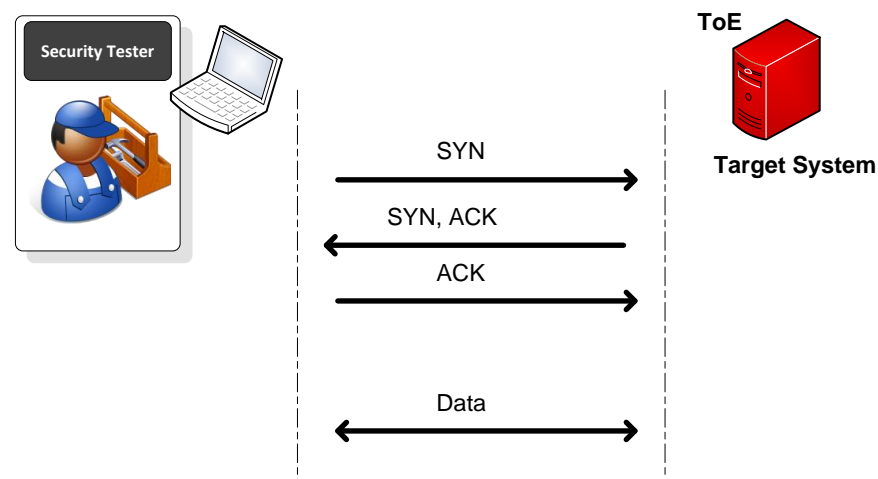 Security Tester
ToE
Target System
SYN
SYN, ACK
ACK
Data